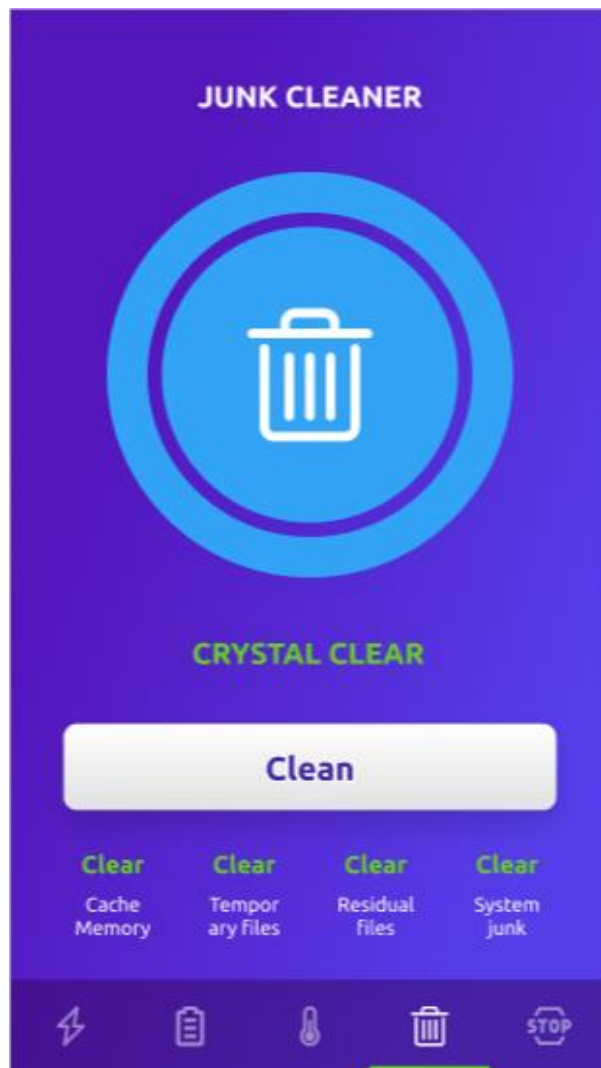 JUNK CLEANER
CRYSTAL CLEAR
Clean
Clear Clear Clear Clear
Cache Tempor Residual System
Memory ary files files junk
STOP